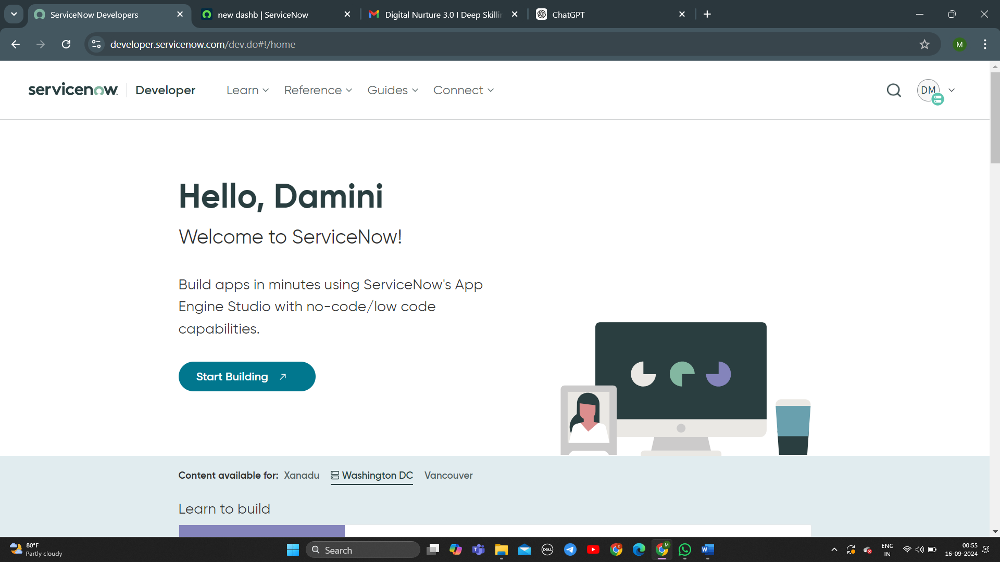 ServiceNow Developers
new dashb | ServiceNow
Digital Nurture 3.0 I Deep Skillin
ChatGPT
developer.servicenow.com/dev.do#!/home
M
servicenow
Developer
Learn
Reference
Guides
Connect
DM
Hello, Damini
Welcome to ServiceNow!
Build apps in minutes using ServiceNow's App
Engine Studio with no-code/low code
capabilities.
Start Building
Content available for: Xanadu Washington DC Vancouver
Learn to build
80°F
Partly cloudy
Search
DELL
ENG
IN
00:55
16-09-2024